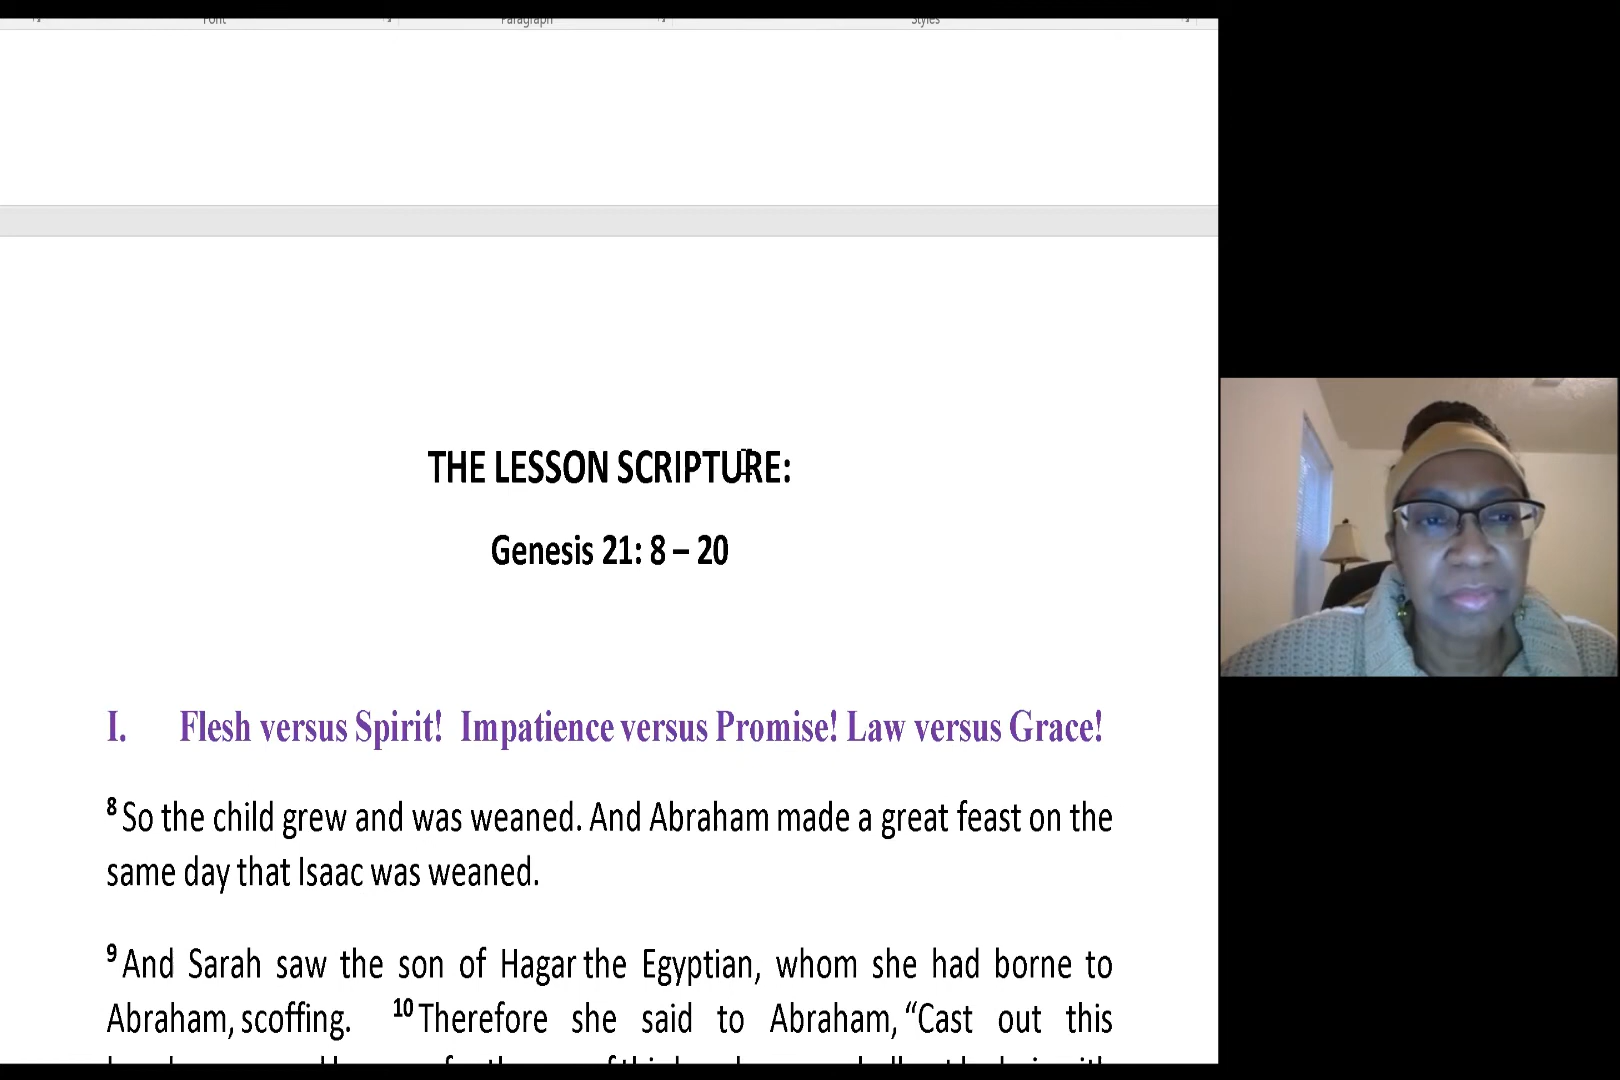 Font Paragraph Styles
THE LESSON SCRIPTURE:
Genesis 21: 8 – 20
I. Flesh versus Spirit! Impatience versus Promise! Law versus Grace!
8 So the child grew and was weaned. And Abraham made a great feast on the
same day that Isaac was weaned.
9 And Sarah saw the son of Hagar the Egyptian, whom she had borne to
Abraham, scoffing. 10 Therefore she said to Abraham, “Cast out this